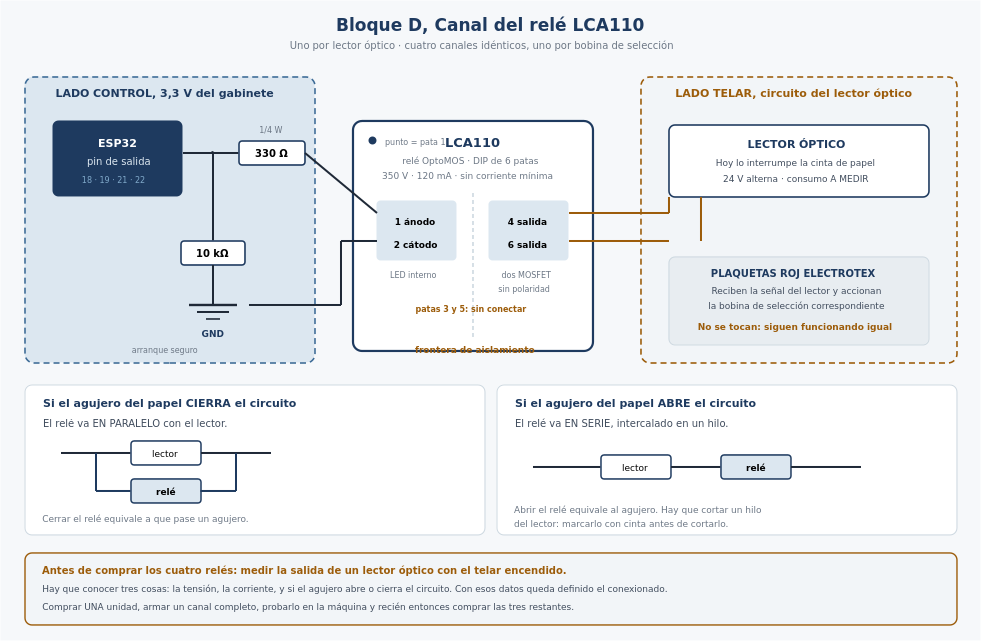 Bloque D, Canal del relé LCA110
Uno por lector óptico · cuatro canales idénticos, uno por bobina de selección
LADO CONTROL, 3,3 V del gabinete
ESP32
pin de salida
18 · 19 · 21 · 22
1/4 W
330 Ω
10 kΩ
GND
arranque seguro
punto = pata 1
LCA110
relé OptoMOS · DIP de 6 patas
350 V · 120 mA · sin corriente mínima
1 ánodo
2 cátodo
4 salida
6 salida
LED interno
dos MOSFET
sin polaridad
patas 3 y 5: sin conectar
frontera de aislamiento
LADO TELAR, circuito del lector óptico
LECTOR ÓPTICO
Hoy lo interrumpe la cinta de papel
24 V alterna · consumo A MEDIR
PLAQUETAS ROJ ELECTROTEX
Reciben la señal del lector y accionan
la bobina de selección correspondiente
No se tocan: siguen funcionando igual
Si el agujero del papel CIERRA el circuito
El relé va EN PARALELO con el lector.
lector
relé
Cerrar el relé equivale a que pase un agujero.
Si el agujero del papel ABRE el circuito
El relé va EN SERIE, intercalado en un hilo.
lector
relé
Abrir el relé equivale al agujero. Hay que cortar un hilo
del lector: marcarlo con cinta antes de cortarlo.
Antes de comprar los cuatro relés: medir la salida de un lector óptico con el telar encendido.
Hay que conocer tres cosas: la tensión, la corriente, y si el agujero abre o cierra el circuito. Con esos datos queda definido el conexionado.
Comprar UNA unidad, armar un canal completo, probarlo en la máquina y recién entonces comprar las tres restantes.